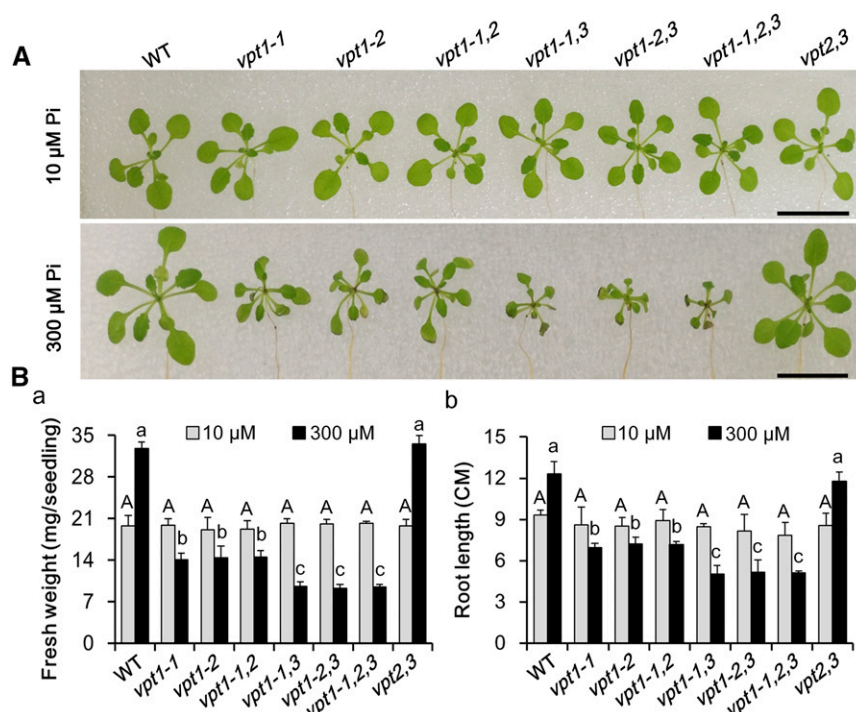 A
WT vpt1-1 vpt1-2 vpt1-1,2 vpt1-1,3 vpt1-2,3 vpt1-1,2,3 vpt2,3
10 µM Pi
300 µM Pi
B
a
Fresh weight (mg/seedling)
35
28
21
14
7
0
10 µM 300 µM
a a
A A A A A A A A
b b b c c c
WT vpt1-1 vpt1-2 vpt1-1,2 vpt1-1,3 vpt1-2,3 vpt1-1,2,3 vpt2,3
b
Root length (CM)
15
12
9
6
3
0
10 µM 300 µM
a a
A A A A A A A A
b b b c c c
WT vpt1-1 vpt1-2 vpt1-1,2 vpt1-1,3 vpt1-2,3 vpt1-1,2,3 vpt2,3